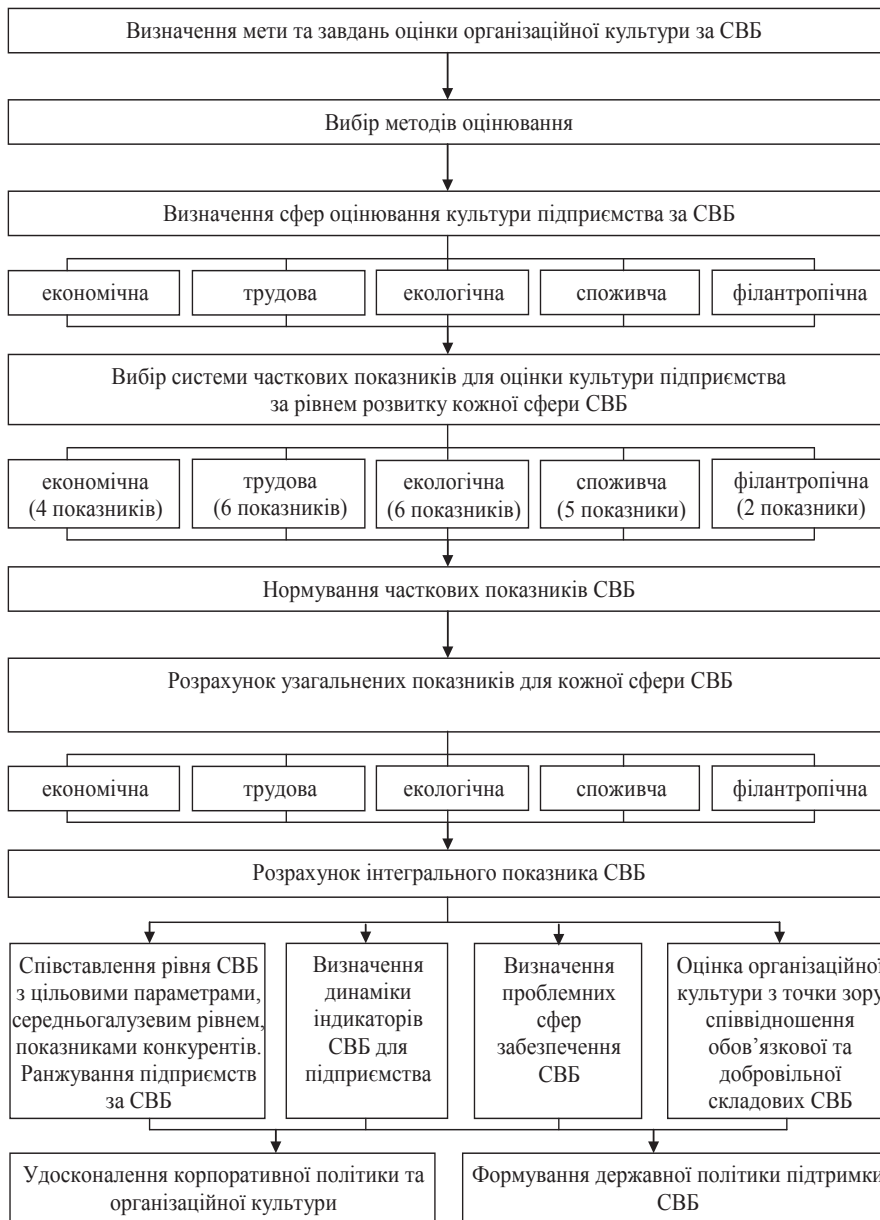 Визначення мети та завдань оцінки організаційної культури за СВБ
Вибір методів оцінювання
Визначення сфер оцінювання культури підприємства за СВБ
економічна
трудова
екологічна
споживча
філантропічна
Вибір системи часткових показників для оцінки культури підприємства
за рівнем розвитку кожної сфери СВБ
економічна
(4 показників)
трудова
(6 показників)
екологічна
(6 показників)
споживча
(5 показники)
філантропічна
(2 показники)
Нормування часткових показників СВБ
Розрахунок узагальнених показників для кожної сфери СВБ
економічна
трудова
екологічна
споживча
філантропічна
Розрахунок інтегрального показника СВБ
Співставлення рівня СВБ
з цільовими параметрами,
середньогалузевим рівнем,
показниками конкурентів.
Ранжування підприємств
за СВБ
Визначення
динаміки
індикаторів
СВБ для
підприємства
Визначення
проблемних
сфер
забезпечення
СВБ
Оцінка організаційної
культури з точки зору
співвідношення
обов’язкової та
добровільної
складових СВБ
Удосконалення корпоративної політики та
організаційної культури
Формування державної політики підтримки
СВБ